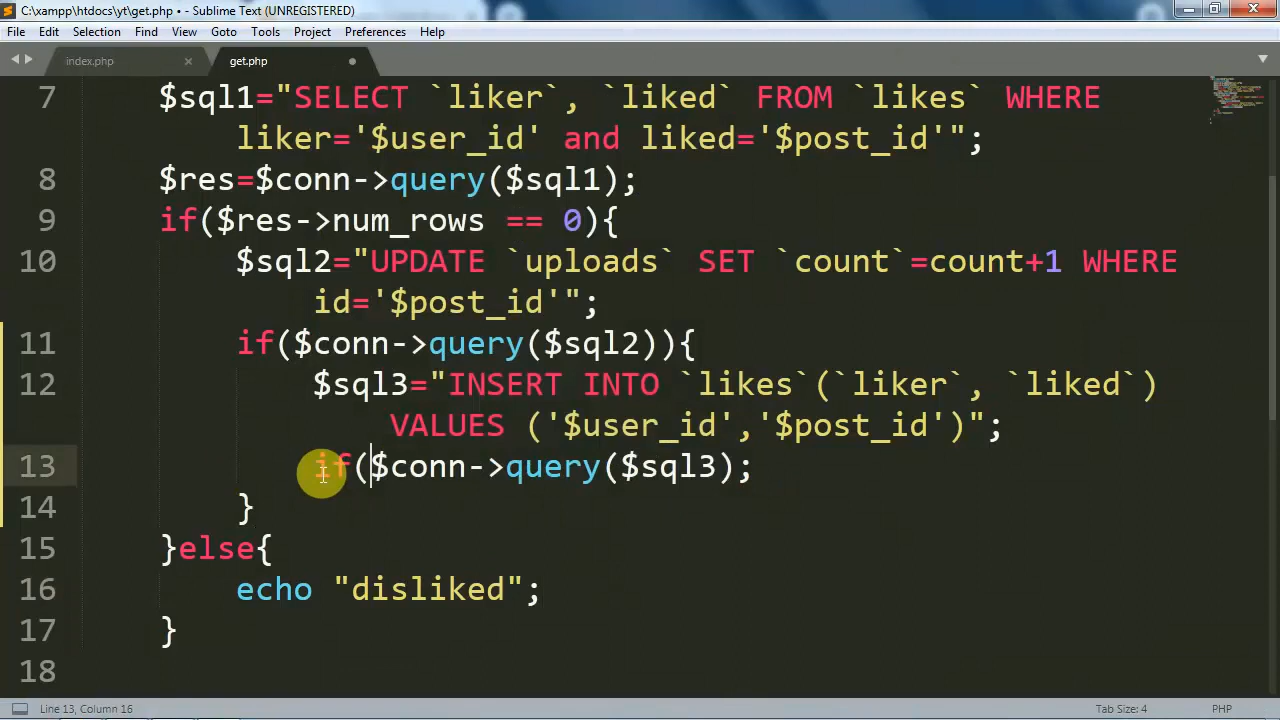 C:\xampp\htdocs\yt\get.php • - Sublime Text (UNREGISTERED)
File Edit Selection Find View Goto Tools Project Preferences Help
index.php get.php
7 $sql1="SELECT `liker`, `liked` FROM `likes` WHERE
liker='$user_id' and liked='$post_id'";
8 $res=$conn->query($sql1);
9 if($res->num_rows == 0){
10 $sql2="UPDATE `uploads` SET `count`=count+1 WHERE
id='$post_id'";
11 if($conn->query($sql2)){
12 $sql3="INSERT INTO `likes`(`liker`, `liked`)
VALUES ('$user_id','$post_id')";
13 if($conn->query($sql3);
14 }
15 }else{
16 echo "disliked";
17 }
18
Line 13, Column 16 Tab Size: 4 PHP